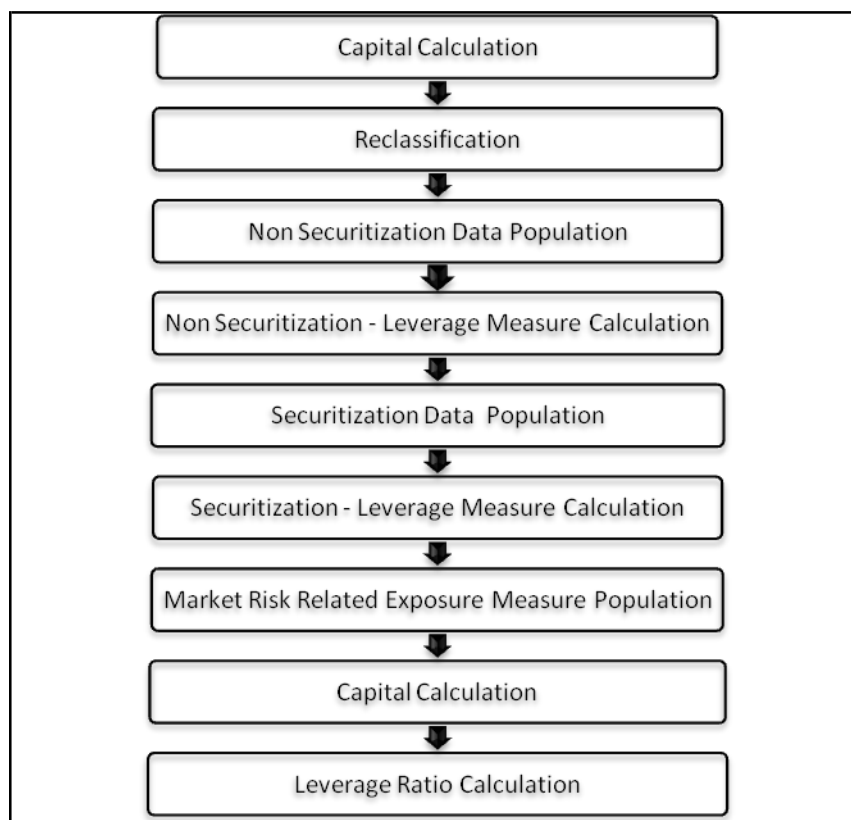 Capital Calculation
Reclassification
Non Securitization Data Population
Non Securitization - Leverage Measure Calculation
Securitization Data Population
Securitization - Leverage Measure Calculation
Market Risk Related Exposure Measure Population
Capital Calculation
Leverage Ratio Calculation